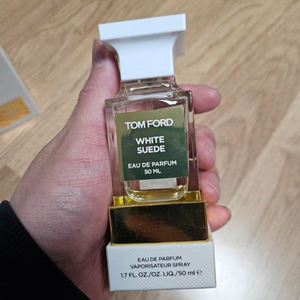 TOM FORD
WHITE
SUEDE
EAU DE PARFUM
50 ML
EAU DE PARFUM
VAPORISATEUR SPRAY
1.7 FL.OZ./OZ. LIQ./50 ml ℮